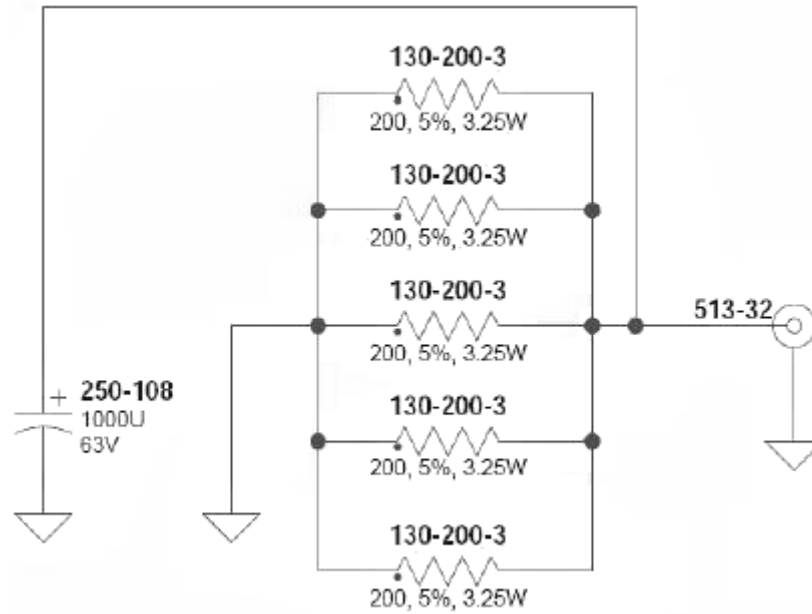 130-200-3
200, 5%, 3.25W
130-200-3
200, 5%, 3.25W
130-200-3
200, 5%, 3.25W
513-32
+ 250-108
1000U
63V
130-200-3
200, 5%, 3.25W
130-200-3
200, 5%, 3.25W